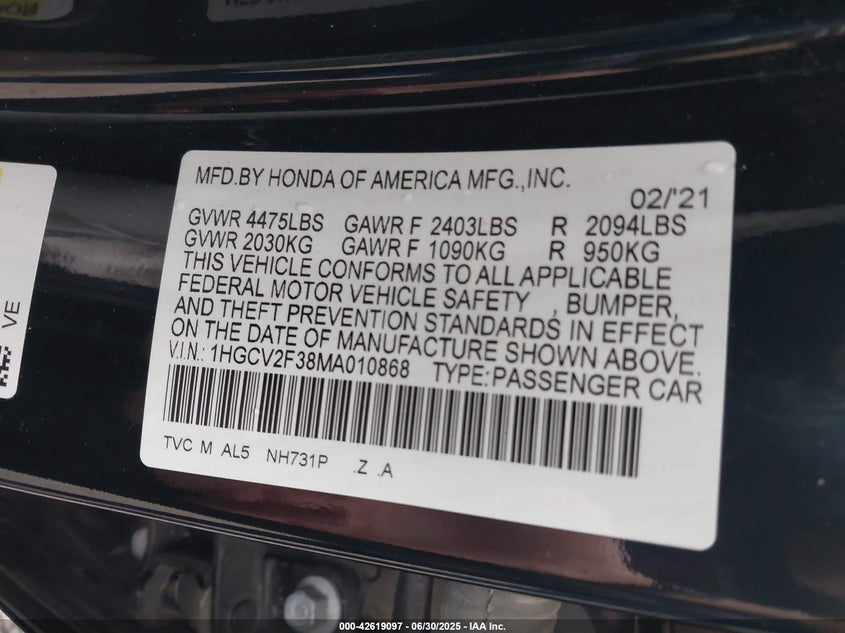 MFD.BY HONDA OF AMERICA MFG.,INC.
02/'21
GVWR 4475LBS GAWR F 2403LBS R 2094LBS
GVWR 2030KG GAWR F 1090KG R 950KG
THIS VEHICLE CONFORMS TO ALL APPLICABLE
FEDERAL MOTOR VEHICLE SAFETY , BUMPER,
AND THEFT PREVENTION STANDARDS IN EFFECT
ON THE DATE OF MANUFACTURE SHOWN ABOVE.
V.I.N.: 1HGCV2F38MA010868 TYPE:PASSENGER CAR
TVC M AL5 NH731P .Z .A
VE
000-42619097 - 06/30/2025 - IAA Inc.